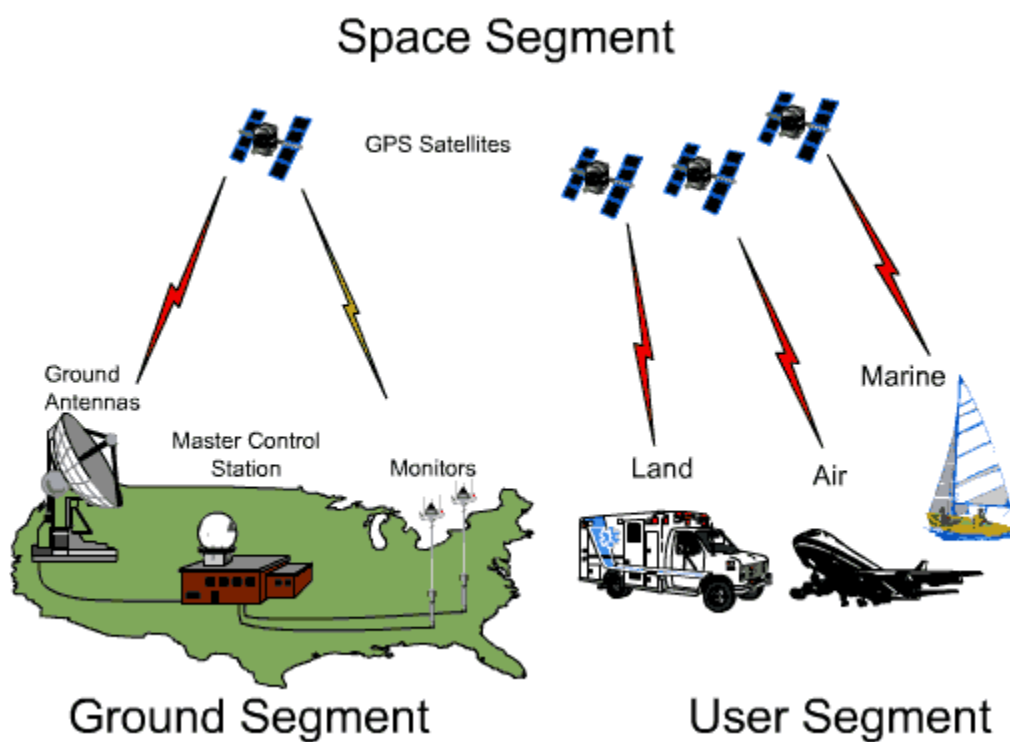 Space Segment
GPS Satellites
Ground
Antennas
Master Control
Station
Monitors
Land
Air
Marine
Ground Segment
User Segment